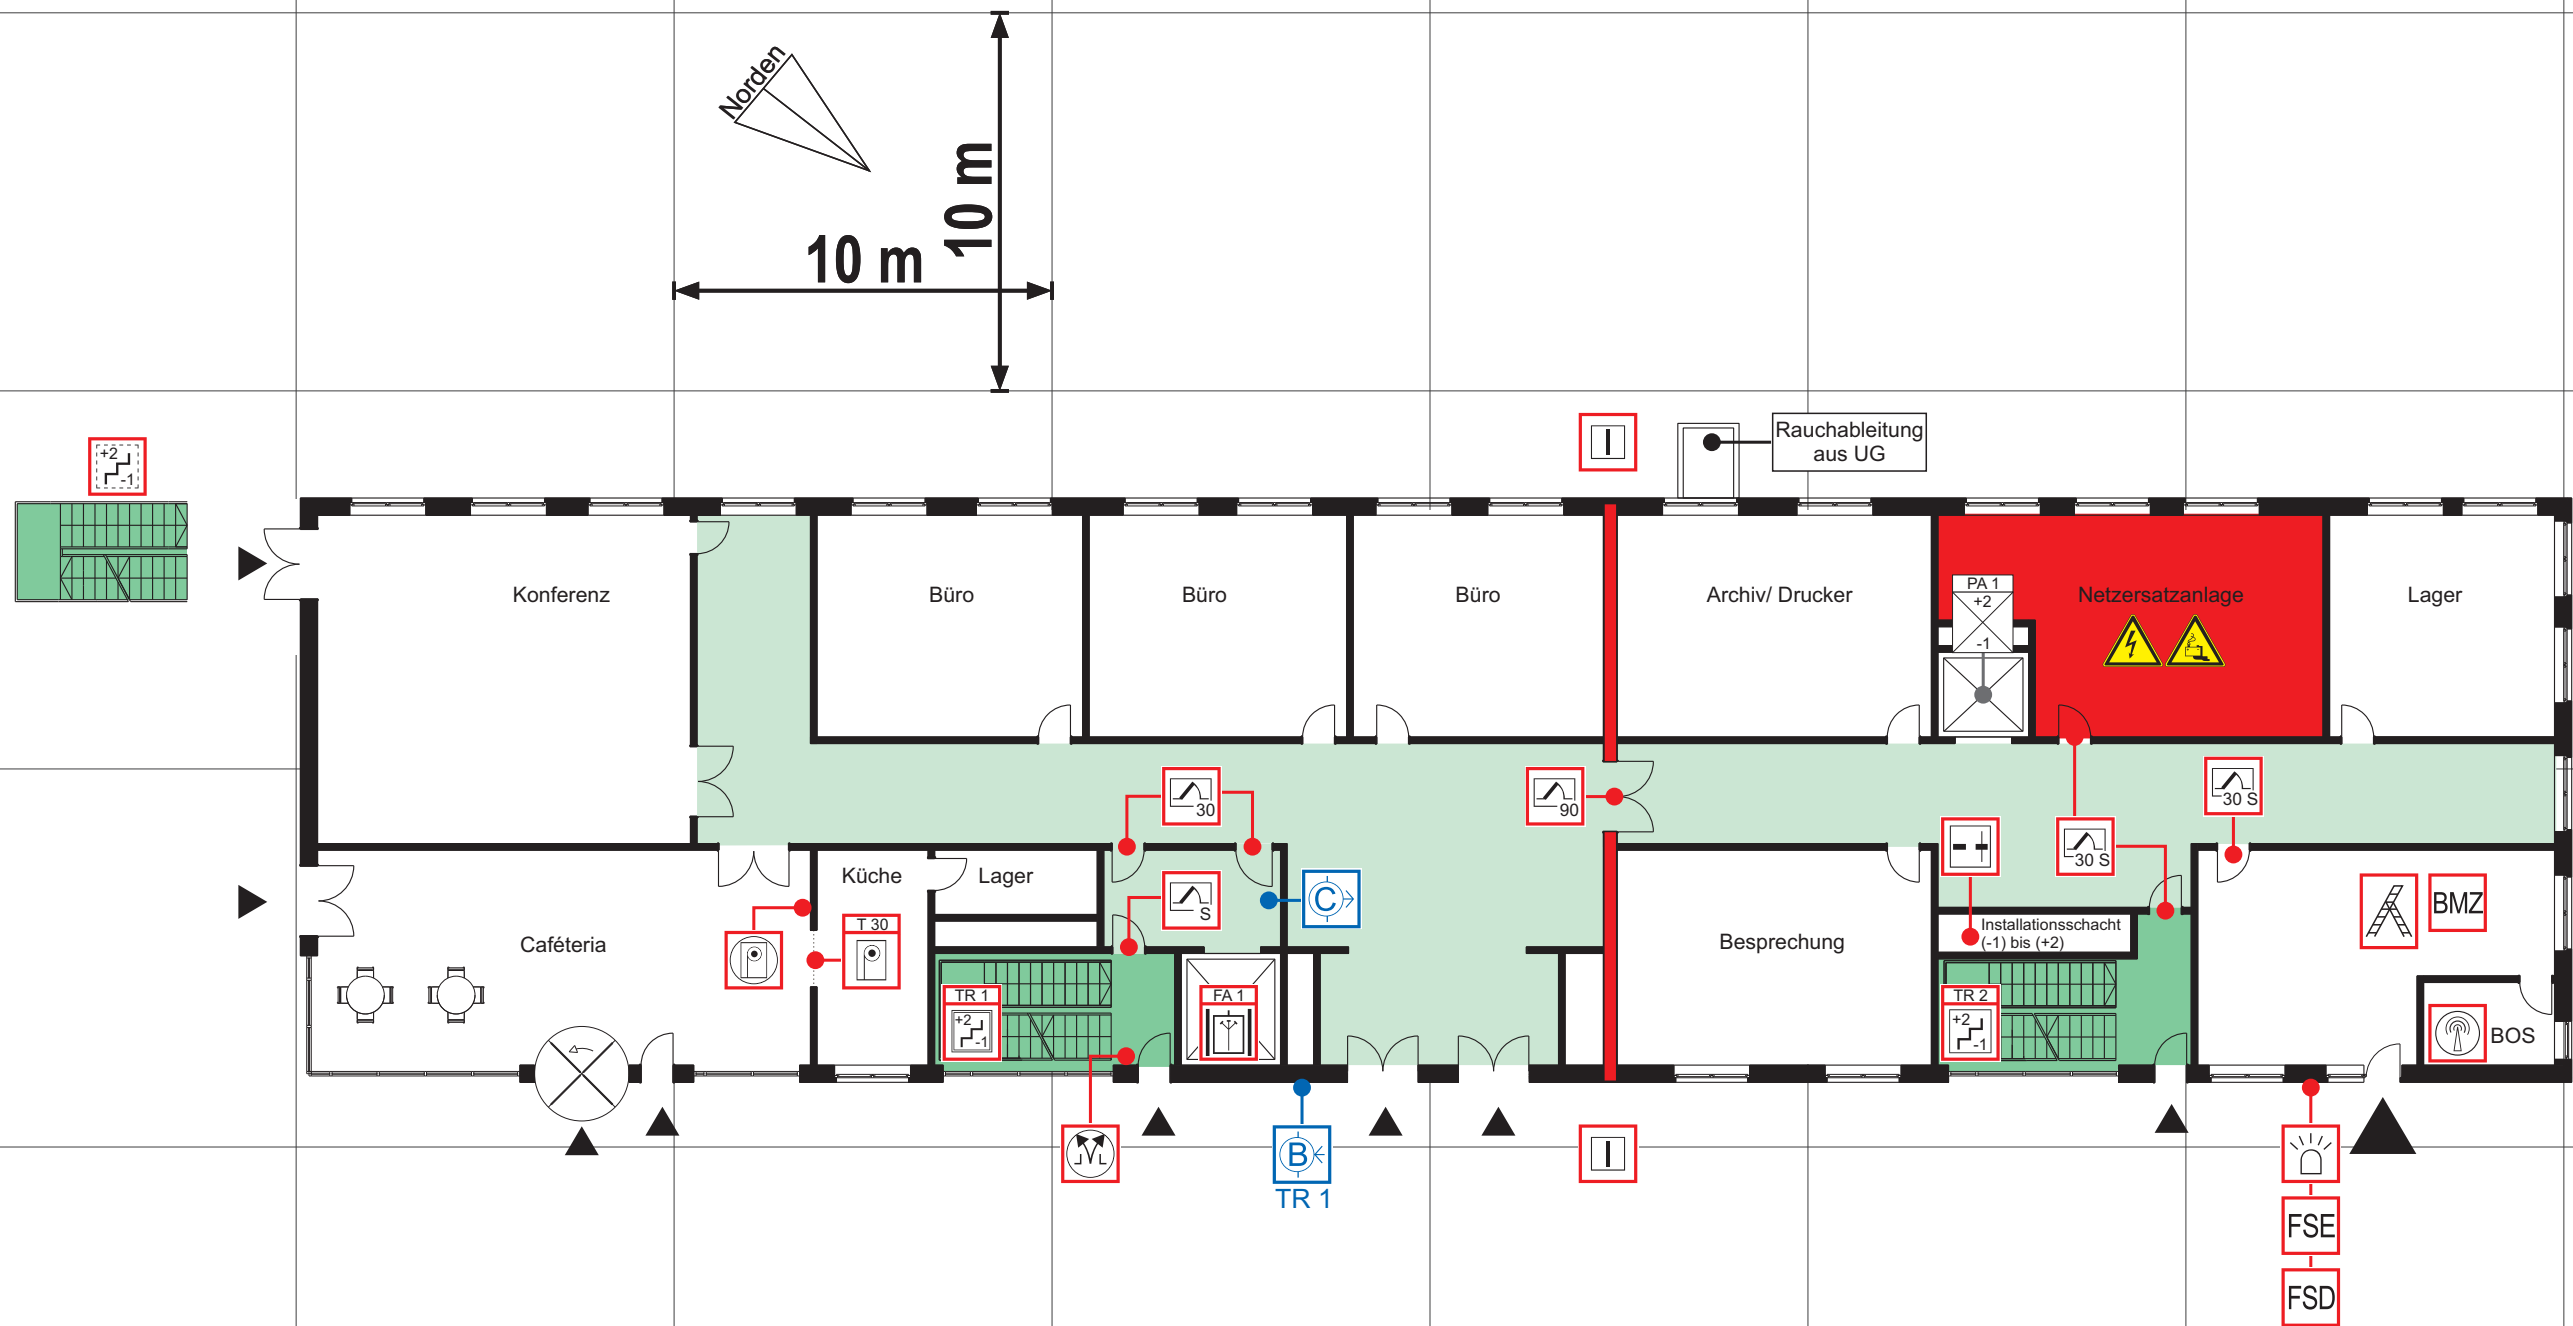 Norden
10 m
10 m
+2
-1
Rauchableitung
aus UG
Konferenz
Büro
Büro
Büro
Archiv/ Drucker
PA 1
+2
-1
Netzersatzanlage
Lager
30
90
30 S
30 S
Küche
Lager
S
C
T 30
Caféteria
Besprechung
Installationsschacht
(-1) bis (+2)
BMZ
TR 1
+2
-1
FA 1
TR 2
+2
-1
BOS
B
TR 1
FSE
FSD